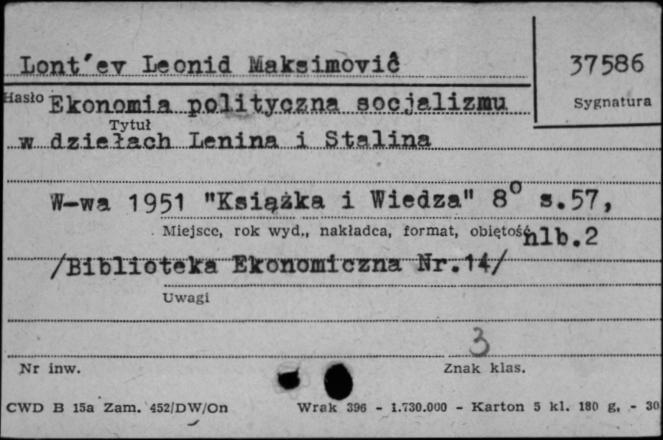 Lont´ev Leonid Maksimovič
37586
Hasło Ekonomia polityczna socjalizmu
Sygnatura
Tytuł
w dziełach Lenina i Stalina
W-wa 1951 "Książka i Wiedza" 8° s.57,
Miejsce, rok wyd., nakładca, format, objętość
nlb.2
/Biblioteka Ekonomiczna Nr.14/
Uwagi
3
Nr inw.
Znak klas.
CWD B 15a Zam. 452/DW/On Wrak 396 - 1.730.000 - Karton 5 kl. 180 g. - 30